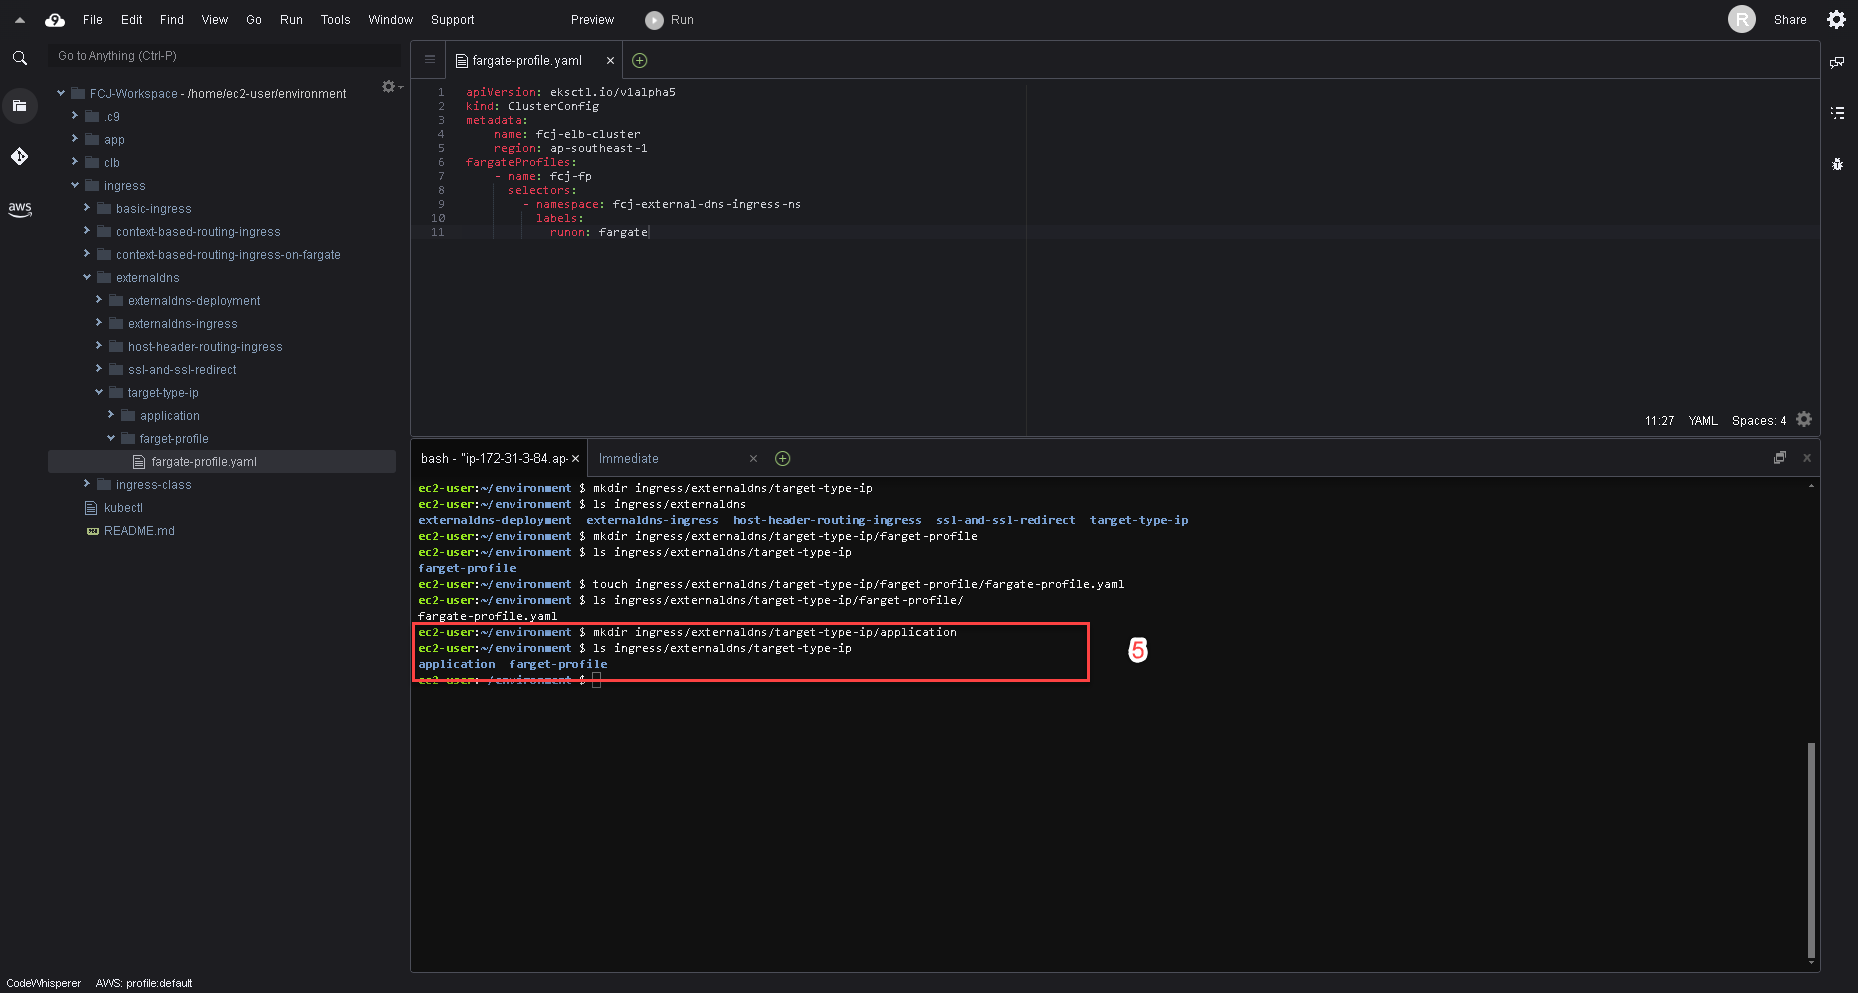 9 File Edit Find View Go Run Tools Window Support Preview Run R Share
Go to Anything (Ctrl-P)
FCJ-Workspace - /home/ec2-user/environment
.c9
app
clb
ingress
basic-ingress
context-based-routing-ingress
context-based-routing-ingress-on-fargate
externaldns
externaldns-deployment
externaldns-ingress
host-header-routing-ingress
ssl-and-ssl-redirect
target-type-ip
application
farget-profile
fargate-profile.yaml
ingress-class
kubectl
README.md
aws
fargate-profile.yaml
1 apiVersion: eksctl.io/v1alpha5
2 kind: ClusterConfig
3 metadata:
4 name: fcj-elb-cluster
5 region: ap-southeast-1
6 fargateProfiles:
7 - name: fcj-fp
8 selectors:
9 - namespace: fcj-external-dns-ingress-ns
10 labels:
11 runon: fargate
11:27 YAML Spaces: 4
bash - "ip-172-31-3-84.ap- Immediate
ec2-user:~/environment $ mkdir ingress/externaldns/target-type-ip
ec2-user:~/environment $ ls ingress/externaldns
externaldns-deployment externaldns-ingress host-header-routing-ingress ssl-and-ssl-redirect target-type-ip
ec2-user:~/environment $ mkdir ingress/externaldns/target-type-ip/farget-profile
ec2-user:~/environment $ ls ingress/externaldns/target-type-ip
farget-profile
ec2-user:~/environment $ touch ingress/externaldns/target-type-ip/farget-profile/fargate-profile.yaml
ec2-user:~/environment $ ls ingress/externaldns/target-type-ip/farget-profile/
fargate-profile.yaml
ec2-user:~/environment $ mkdir ingress/externaldns/target-type-ip/application
ec2-user:~/environment $ ls ingress/externaldns/target-type-ip
application farget-profile
ec2-user:~/environment $
5
CodeWhisperer AWS: profile:default